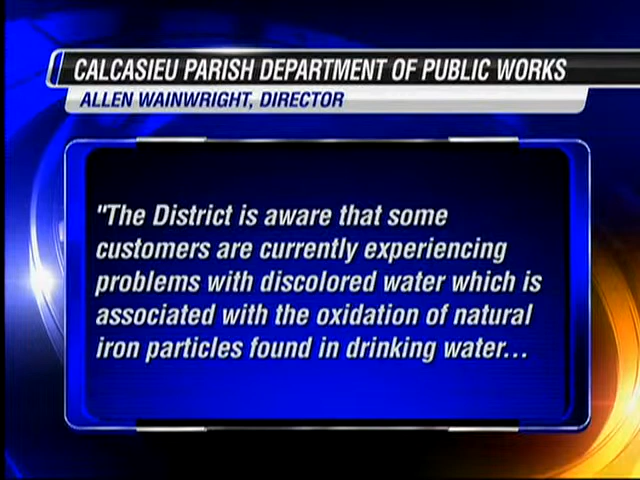 CALCASIEU PARISH DEPARTMENT OF PUBLIC WORKS
ALLEN WAINWRIGHT, DIRECTOR
"The District is aware that some
customers are currently experiencing
problems with discolored water which is
associated with the oxidation of natural
iron particles found in drinking water...